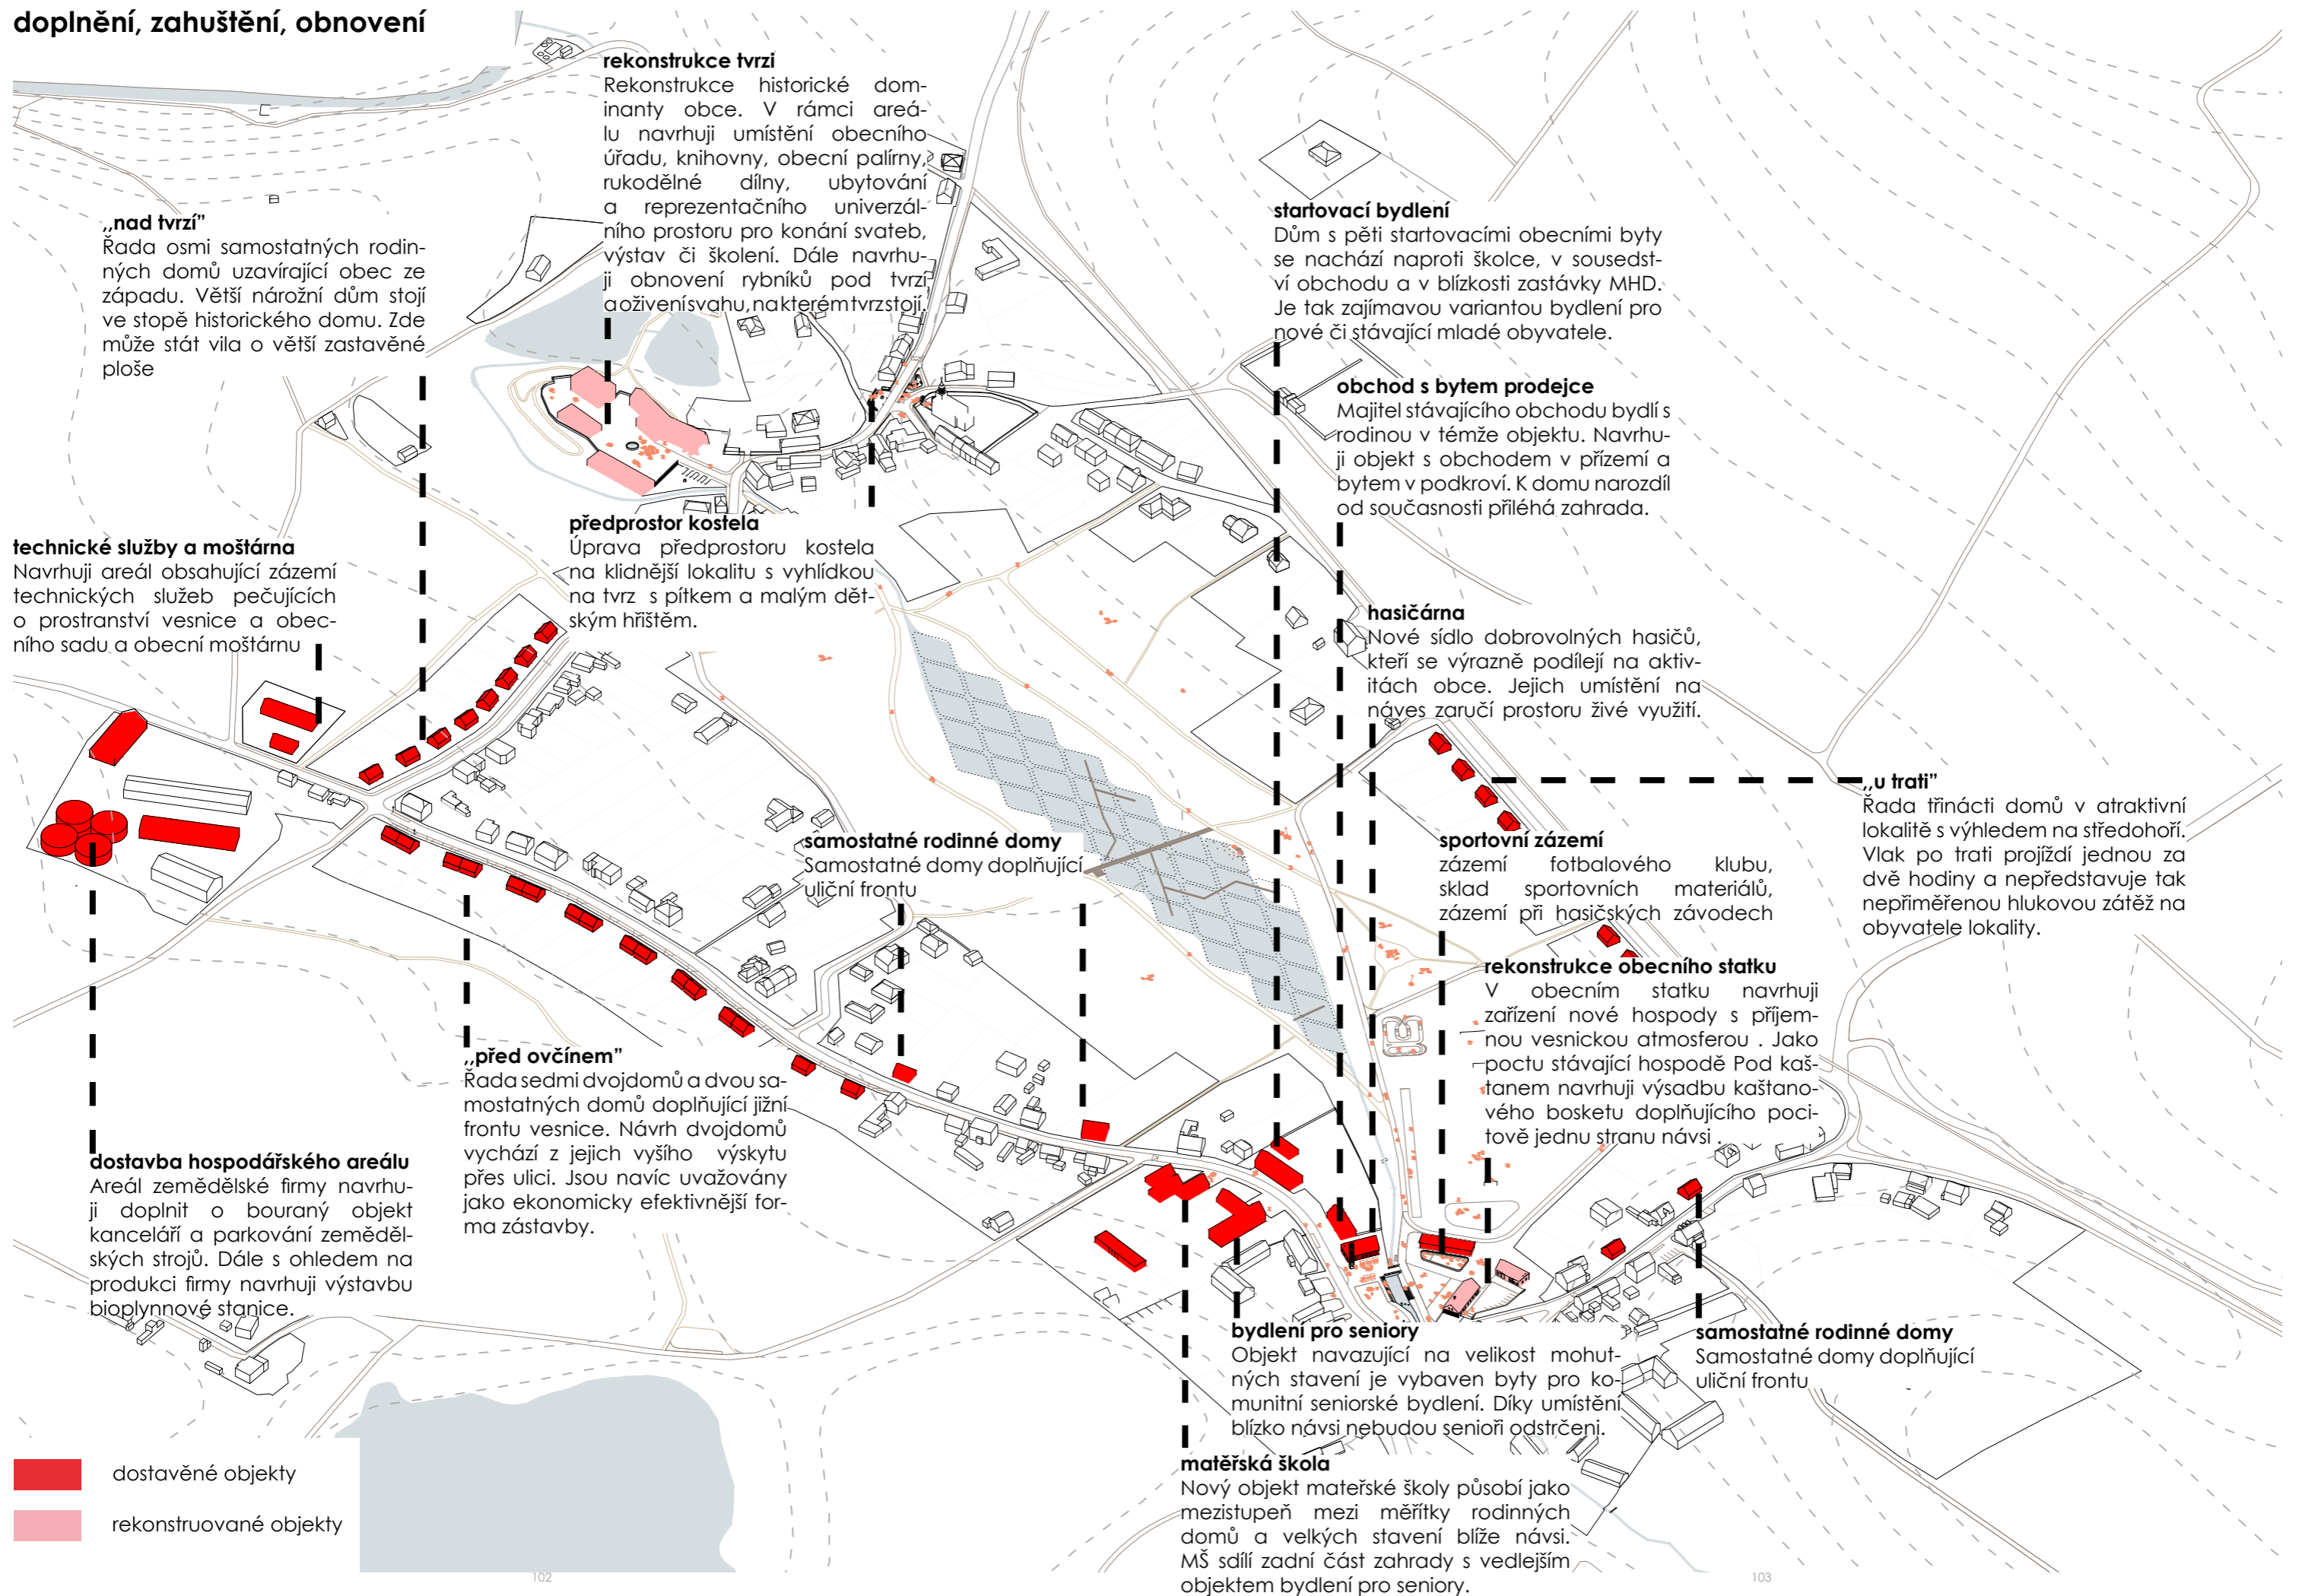 doplnění, zahuštění, obnovení
rekonstrukce tvrzi
Rekonstrukce historické dom-
inanty obce. V rámci areá-
lu navrhuji umístění obecního
úřadu, knihovny, obecní palírny,
rukodělné dílny, ubytování
a reprezentačního univerzál-
ního prostoru pro konání svateb,
výstav či školení. Dále navrhu-
ji obnovení rybníků pod tvrzí
a oživení svahu, na kterém tvrz stojí.
„nad tvrzí”
Řada osmi samostatných rodin-
ných domů uzavírající obec ze
západu. Větší nárožní dům stojí
ve stopě historického domu. Zde
může stát vila o větší zastavěné
ploše
startovací bydlení
Dům s pěti startovacími obecními byty
se nachází naproti školce, v sousedst-
ví obchodu a v blízkosti zastávky MHD.
Je tak zajímavou variantou bydlení pro
nové či stávající mladé obyvatele.
obchod s bytem prodejce
Majitel stávajícího obchodu bydlí s
rodinou v témže objektu. Navrhu-
ji objekt s obchodem v přízemí a
bytem v podkroví. K domu narozdíl
od současnosti přiléhá zahrada.
předprostor kostela
Úprava předprostoru kostela
na klidnější lokalitu s vyhlídkou
na tvrz s pítkem a malým dět-
ským hřištěm.
technické služby a moštárna
Navrhuji areál obsahující zázemí
technických služeb pečujících
o prostranství vesnice a obec-
ního sadu a obecní moštárnu
hasičárna
Nové sídlo dobrovolných hasičů,
kteří se výrazně podílejí na aktiv-
itách obce. Jejich umístění na
náves zaručí prostoru živé využití.
„u trati”
Řada třinácti domů v atraktivní
lokalitě s výhledem na středohoří.
Vlak po trati projíždí jednou za
dvě hodiny a nepředstavuje tak
nepřiměřenou hlukovou zátěž na
obyvatele lokality.
samostatné rodinné domy
Samostatné domy doplňující
uliční frontu
sportovní zázemí
zázemí fotbalového klubu,
sklad sportovních materiálů,
zázemí při hasičských závodech
rekonstrukce obecního statku
V obecním statku navrhuji
zařízení nové hospody s příjem-
nou vesnickou atmosferou . Jako
poctu stávající hospodě Pod kaš-
tanem navrhuji výsadbu kaštano-
vého bosketu doplňujícího poci-
tově jednu stranu návsi .
„před ovčínem”
Řada sedmi dvojdomů a dvou sa-
mostatných domů doplňující jižní
frontu vesnice. Návrh dvojdomů
vychází z jejich vyšího výskytu
přes ulici. Jsou navíc uvažovány
jako ekonomicky efektivnější for-
ma zástavby.
dostavba hospodářského areálu
Areál zemědělské firmy navrhu-
ji doplnit o bouraný objekt
kanceláří a parkování zeměděl-
ských strojů. Dále s ohledem na
produkci firmy navrhuji výstavbu
bioplynnové stanice.
bydlení pro seniory
Objekt navazující na velikost mohut-
ných stavení je vybaven byty pro ko-
munitní seniorské bydlení. Díky umístění
blízko návsi nebudou senioři odstrčeni.
samostatné rodinné domy
Samostatné domy doplňující
uliční frontu
matěřská škola
Nový objekt mateřské školy působí jako
mezistupeň mezi měřítky rodinných
domů a velkých stavení blíže návsi.
MŠ sdílí zadní část zahrady s vedlejším
objektem bydlení pro seniory.
dostavěné objekty
rekonstruované objekty
102
103